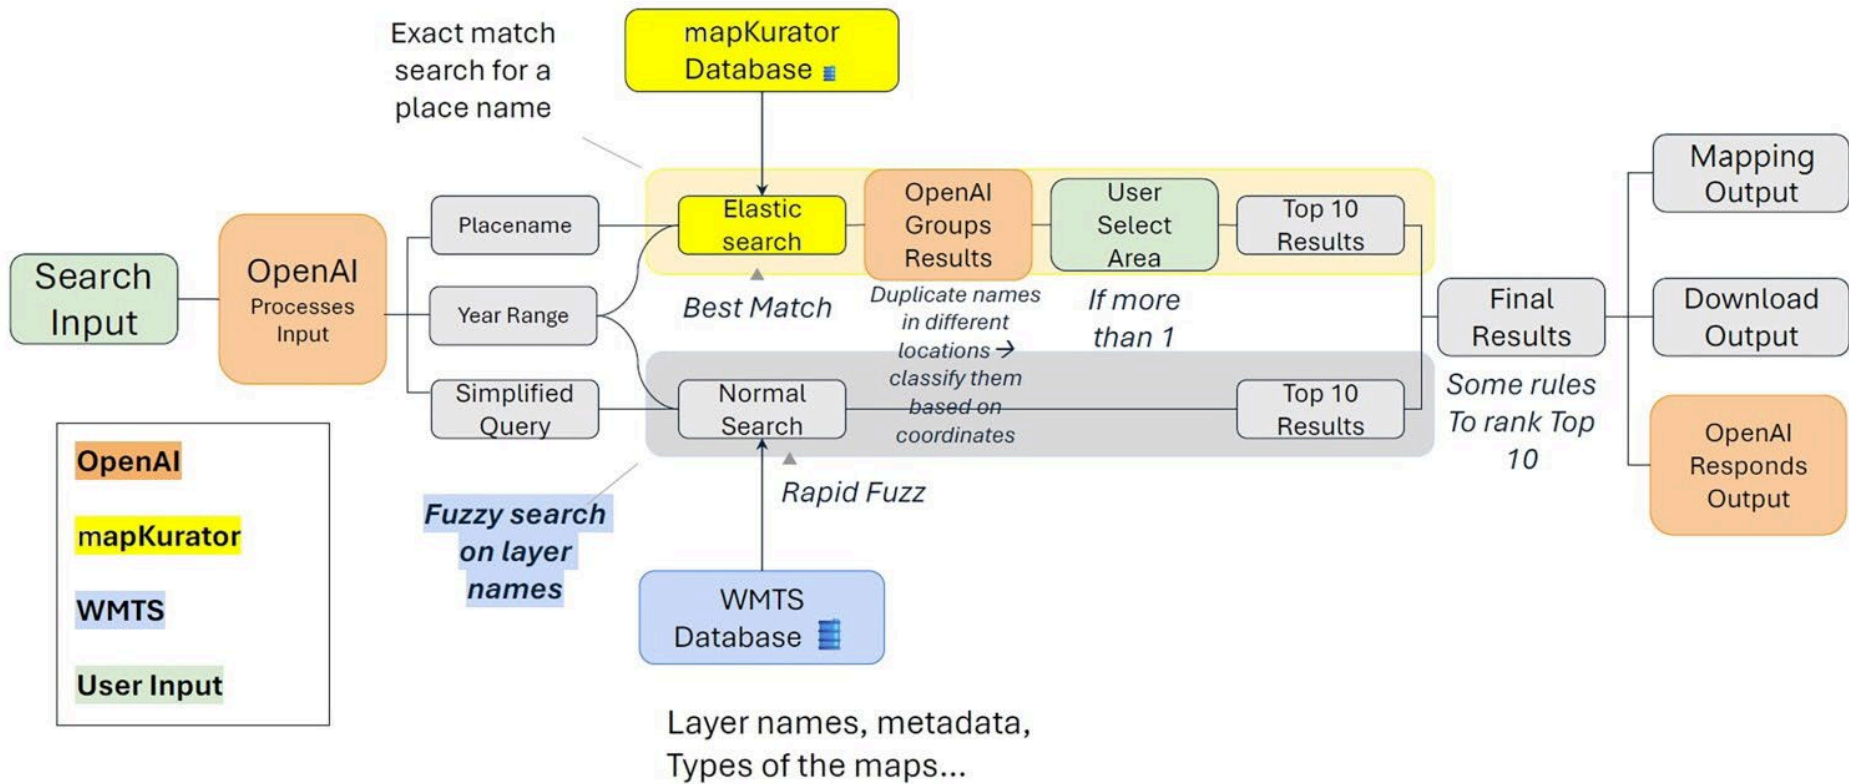 Exact match
search for a
place name
mapKurator
Database
Search
Input
OpenAI
Processes
Input
Placename
Year Range
Simplified
Query
Elastic
search
Best Match
OpenAI
Groups
Results
Duplicate names
in different
locations →
classify them
based on
coordinates
User
Select
Area
If more
than 1
Top 10
Results
Normal
Search
Rapid Fuzz
Top 10
Results
Final
Results
Some rules
To rank Top
10
Mapping
Output
Download
Output
OpenAI
Responds
Output
OpenAI
mapKurator
WMTS
User Input
Fuzzy search
on layer
names
WMTS
Database
Layer names, metadata,
Types of the maps...